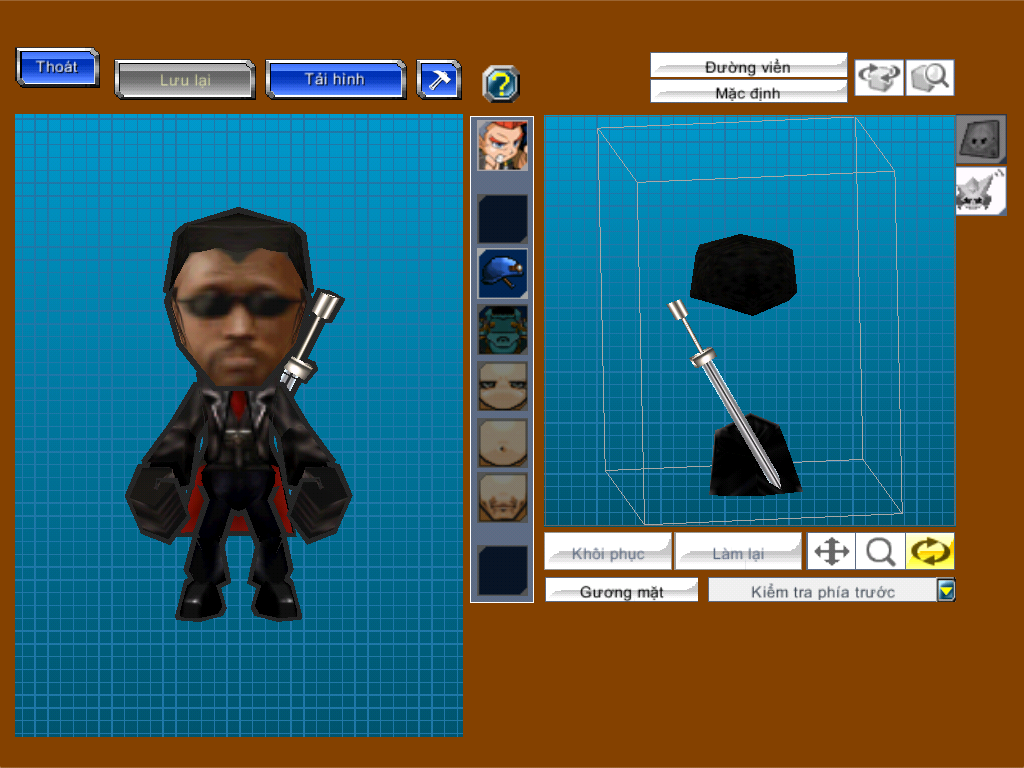 Thoát
Lưu lại
Tải hình
Đường viền
Mặc định
Khôi phục
Làm lại
Gương mặt
Kiểm tra phía trước